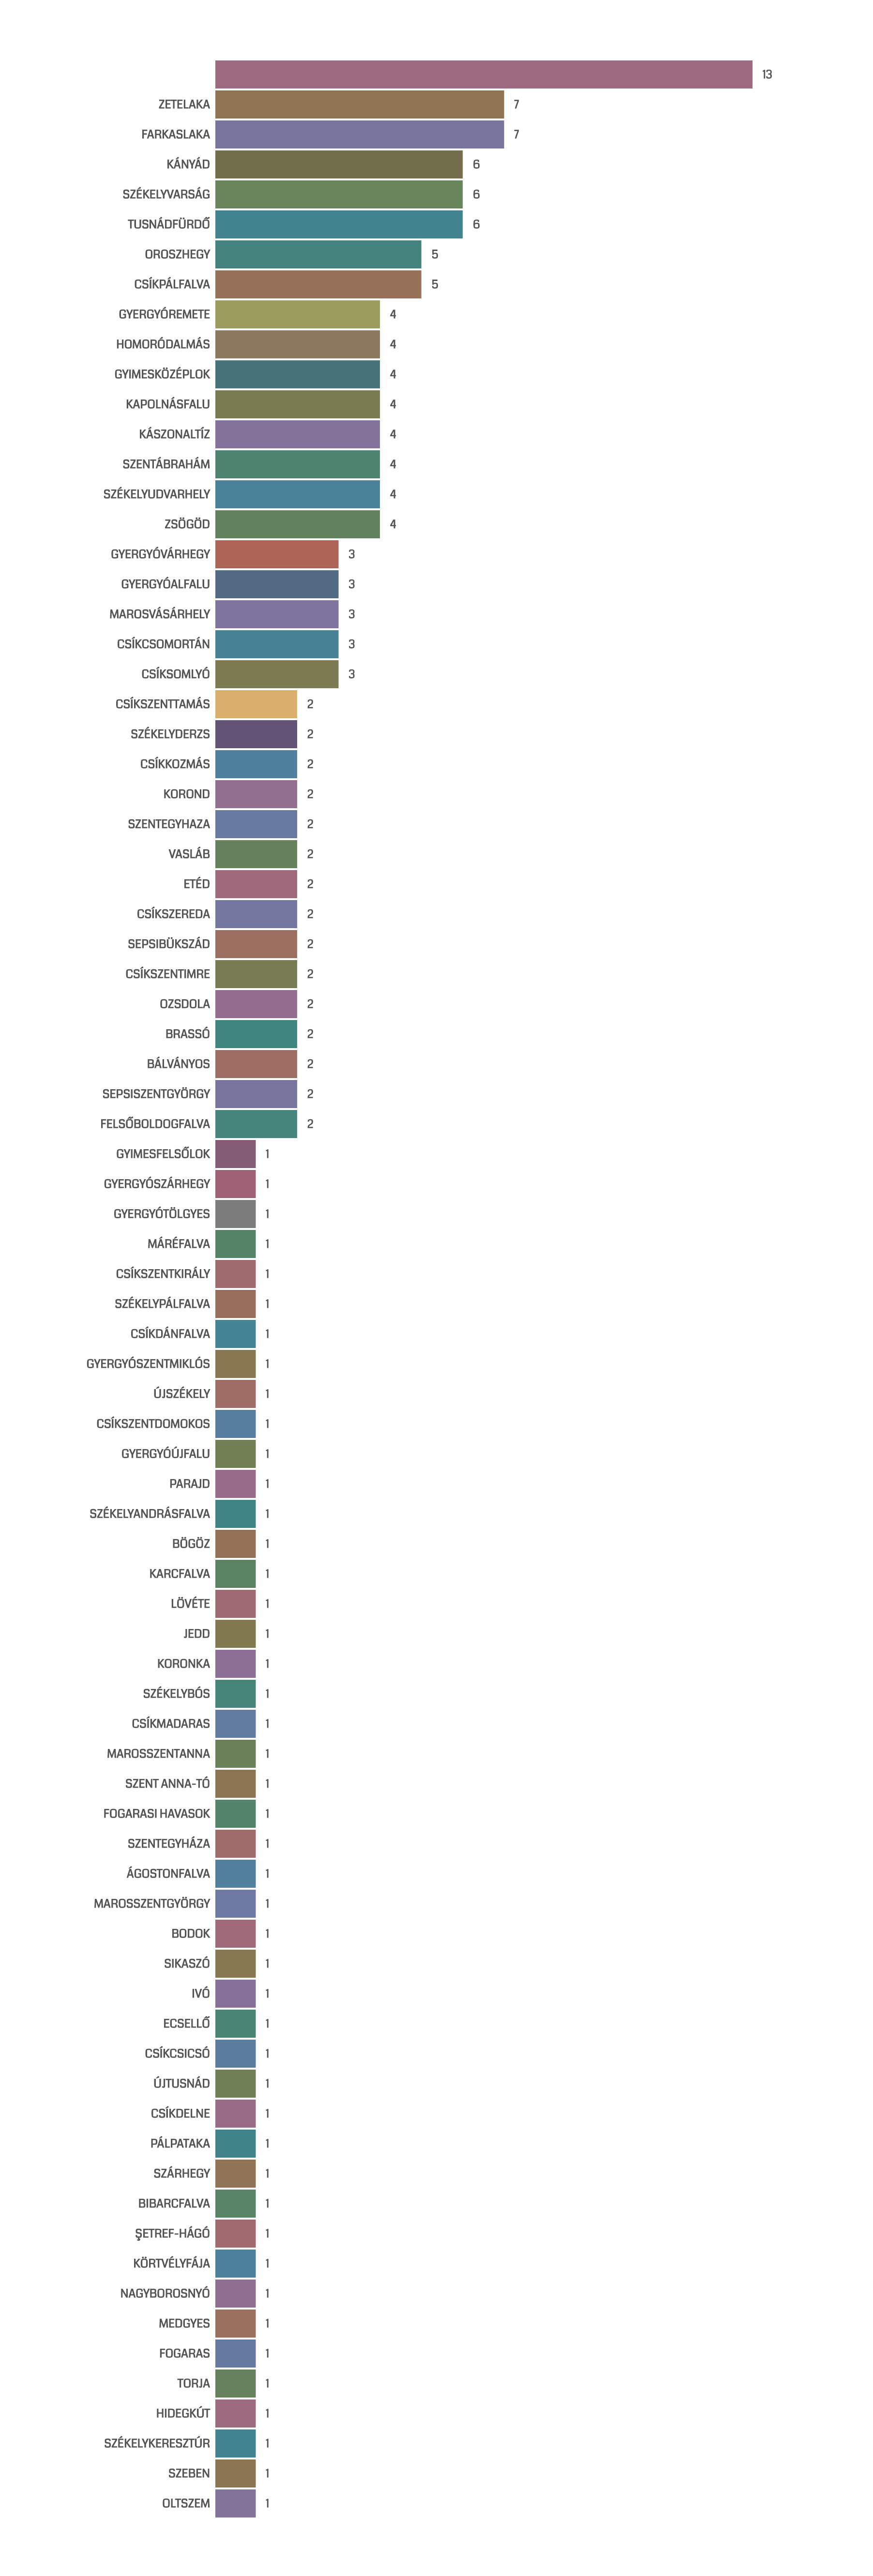 13
ZETELAKA 7
FARKASLAKA 7
KÁNYÁD 6
SZÉKELYVARSÁG 6
TUSNÁDFÜRDŐ 6
OROSZHEGY 5
CSÍKPÁLFALVA 5
GYERGYÓREMETE 4
HOMORÓDALMÁS 4
GYIMESKÖZÉPLOK 4
KAPOLNÁSFALU 4
KÁSZONALTÍZ 4
SZENTÁBRAHÁM 4
SZÉKELYUDVARHELY 4
ZSÖGÖD 4
GYERGYÓVÁRHEGY 3
GYERGYÓALFALU 3
MAROSVÁSÁRHELY 3
CSÍKCSOMORTÁN 3
CSÍKSOMLYÓ 3
CSÍKSZENTTAMÁS 2
SZÉKELYDERZS 2
CSÍKKOZMÁS 2
KOROND 2
SZENTEGYHAZA 2
VASLÁB 2
ETÉD 2
CSÍKSZEREDA 2
SEPSIBÜKSZÁD 2
CSÍKSZENTIMRE 2
OZSDOLA 2
BRASSÓ 2
BÁLVÁNYOS 2
SEPSISZENTGYÖRGY 2
FELSŐBOLDOGFALVA 2
GYIMESFELSŐLOK 1
GYERGYÓSZÁRHEGY 1
GYERGYÓTÖLGYES 1
MÁRÉFALVA 1
CSÍKSZENTKIRÁLY 1
SZÉKELYPÁLFALVA 1
CSÍKDÁNFALVA 1
GYERGYÓSZENTMIKLÓS 1
ÚJSZÉKELY 1
CSÍKSZENTDOMOKOS 1
GYERGYÓÚJFALU 1
PARAJD 1
SZÉKELYANDRÁSFALVA 1
BÖGÖZ 1
KARCFALVA 1
LÖVÉTE 1
JEDD 1
KORONKA 1
SZÉKELYBÓS 1
CSÍKMADARAS 1
MAROSSZENTANNA 1
SZENT ANNA-TÓ 1
FOGARASI HAVASOK 1
SZENTEGYHÁZA 1
ÁGOSTONFALVA 1
MAROSSZENTGYÖRGY 1
BODOK 1
SIKASZÓ 1
IVÓ 1
ECSELLŐ 1
CSÍKCSICSÓ 1
ÚJTUSNÁD 1
CSÍKDELNE 1
PÁLPATAKA 1
SZÁRHEGY 1
BIBARCFALVA 1
ŞETREF-HÁGÓ 1
KÖRTVÉLYFÁJA 1
NAGYBOROSNYÓ 1
MEDGYES 1
FOGARAS 1
TORJA 1
HIDEGKÚT 1
SZÉKELYKERESZTÚR 1
SZEBEN 1
OLTSZEM 1